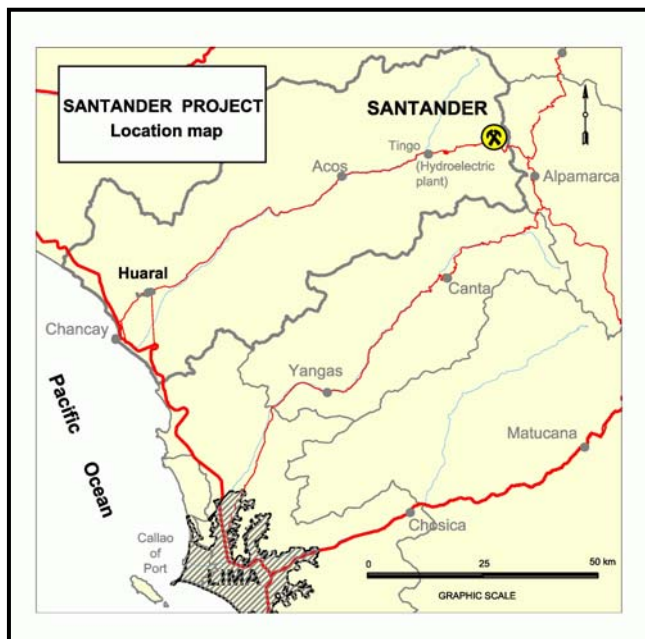 SANTANDER PROJECT
Location map
SANTANDER
Tingo
(Hydroelectric
plant)
Acos
Alpamarca
Huaral
Canta
Chancay
Yangas
Pacific Ocean
Matucana
Chosica
Callao of
Port
LIMA
0 25 50 km
GRAPHIC SCALE